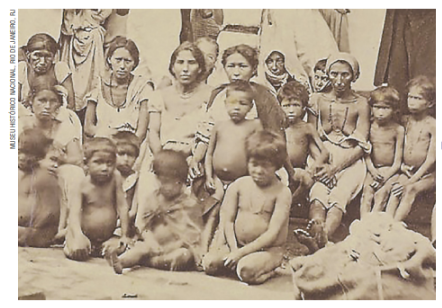 MUSEU HISTÓRICO NACIONAL, RIO DE JANEIRO, RJ